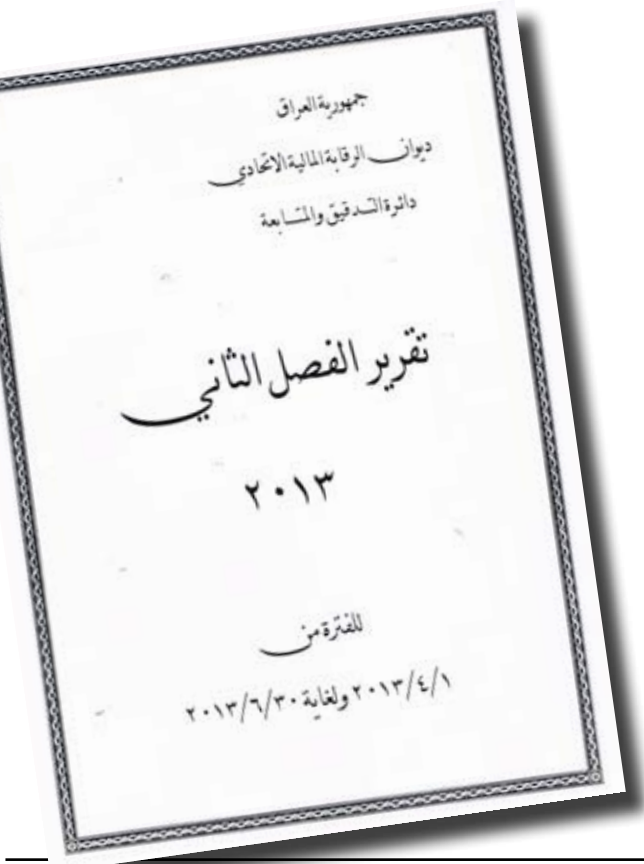 جمهورية العراق
ديوان الرقابة المالية الاتحادي
دائرة التدقيق والمتابعة
تقرير الفصل الثاني
٢٠١٣
للفترة من
٢٠١٣/٤/١ ولغاية ٢٠١٣/٦/٣٠